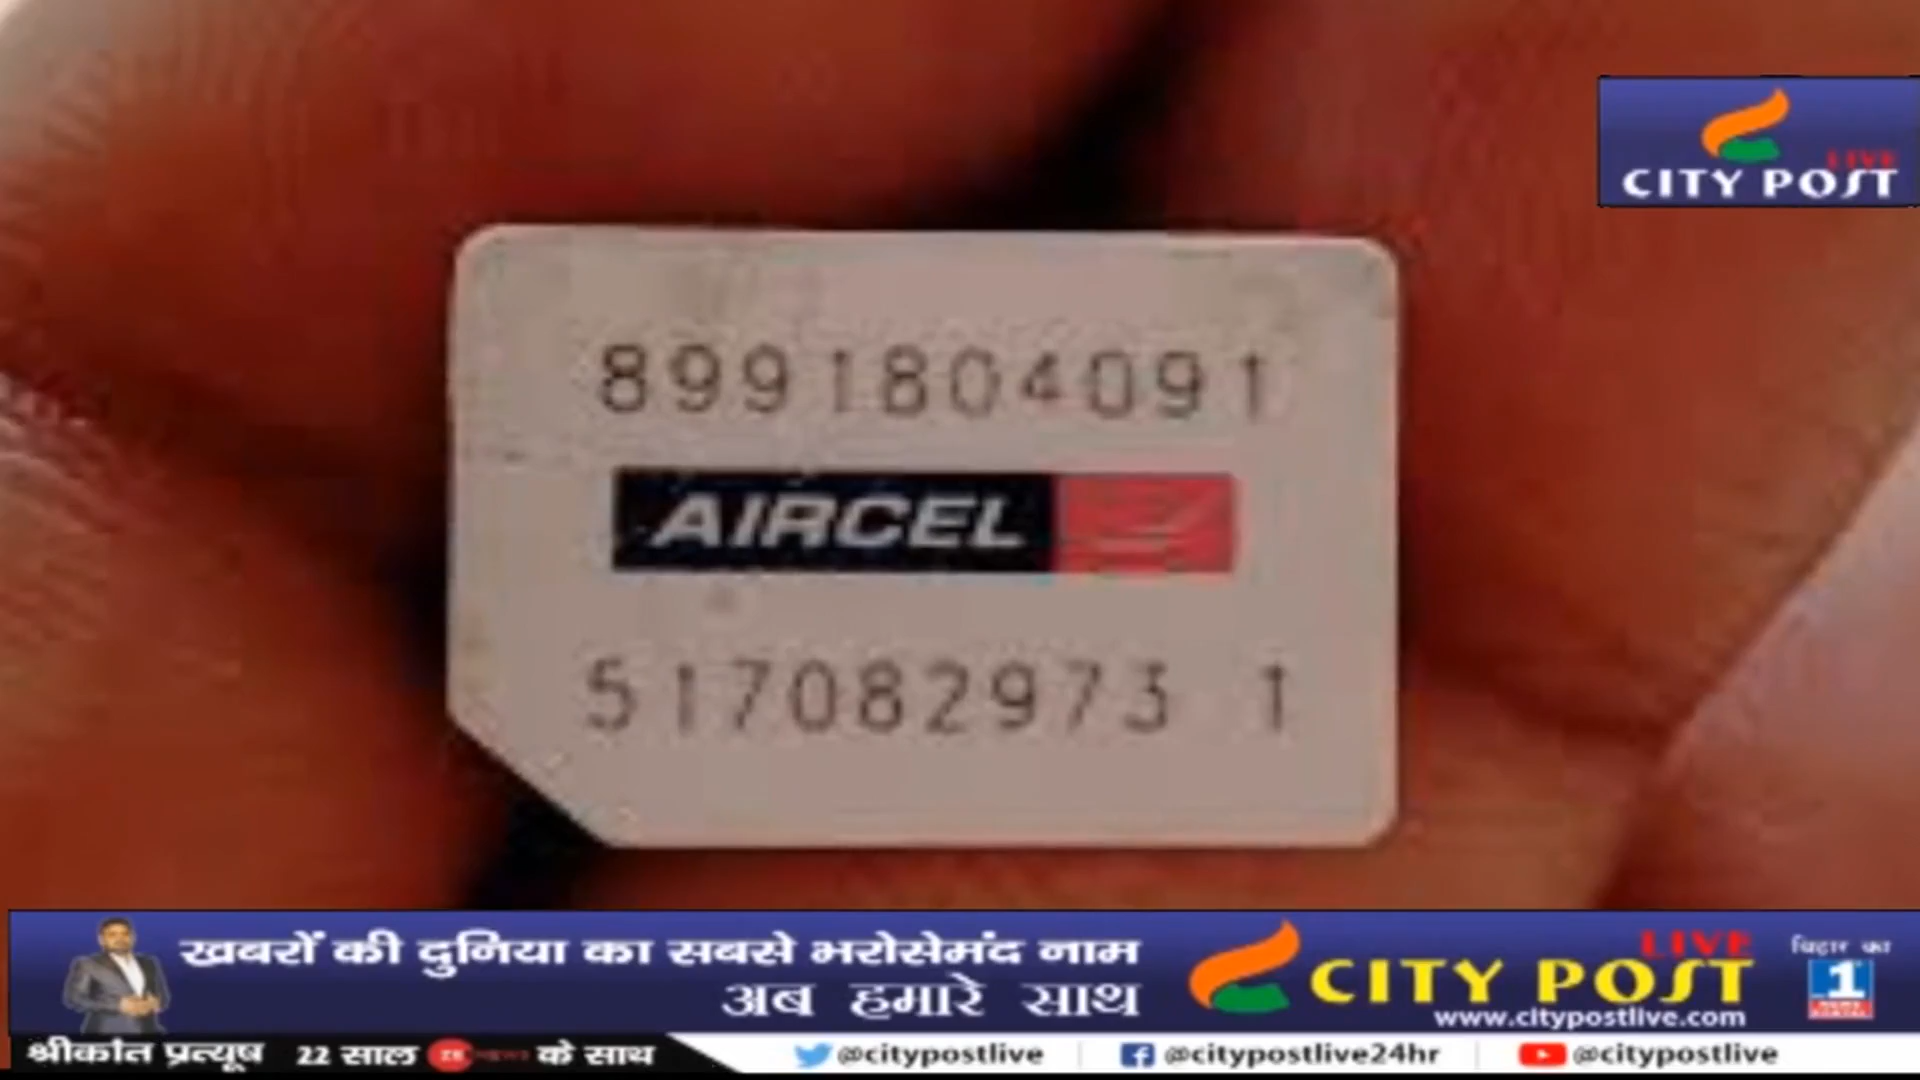 LIVE
CITY POST
8991804091
AIRCEL
517082973 1
खबरों की दुनिया का सबसे भरोसेमंद नाम
अब हमारे साथ
LIVE
CITY POST
www.citypostlive.com
बिहार का
1
श्रीकांत प्रत्यूष 22 साल के साथ
@citypostlive
@citypostlive24hr
@citypostlive